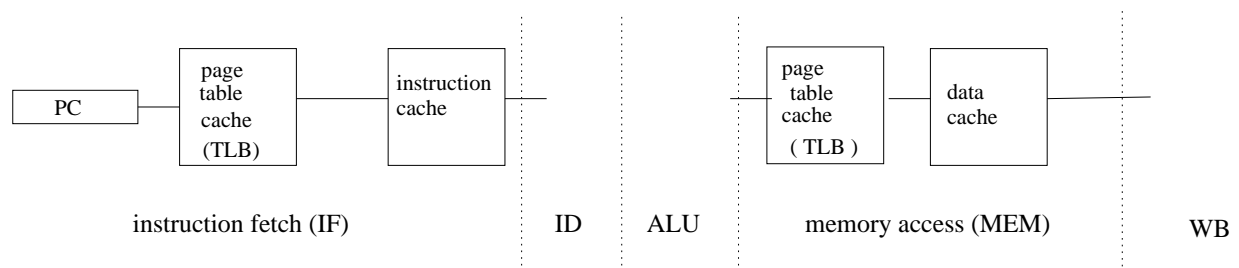 PC
page
table
cache
(TLB)
instruction
cache
page
table
cache
( TLB )
data
cache
instruction fetch (IF)
ID
ALU
memory access (MEM)
WB